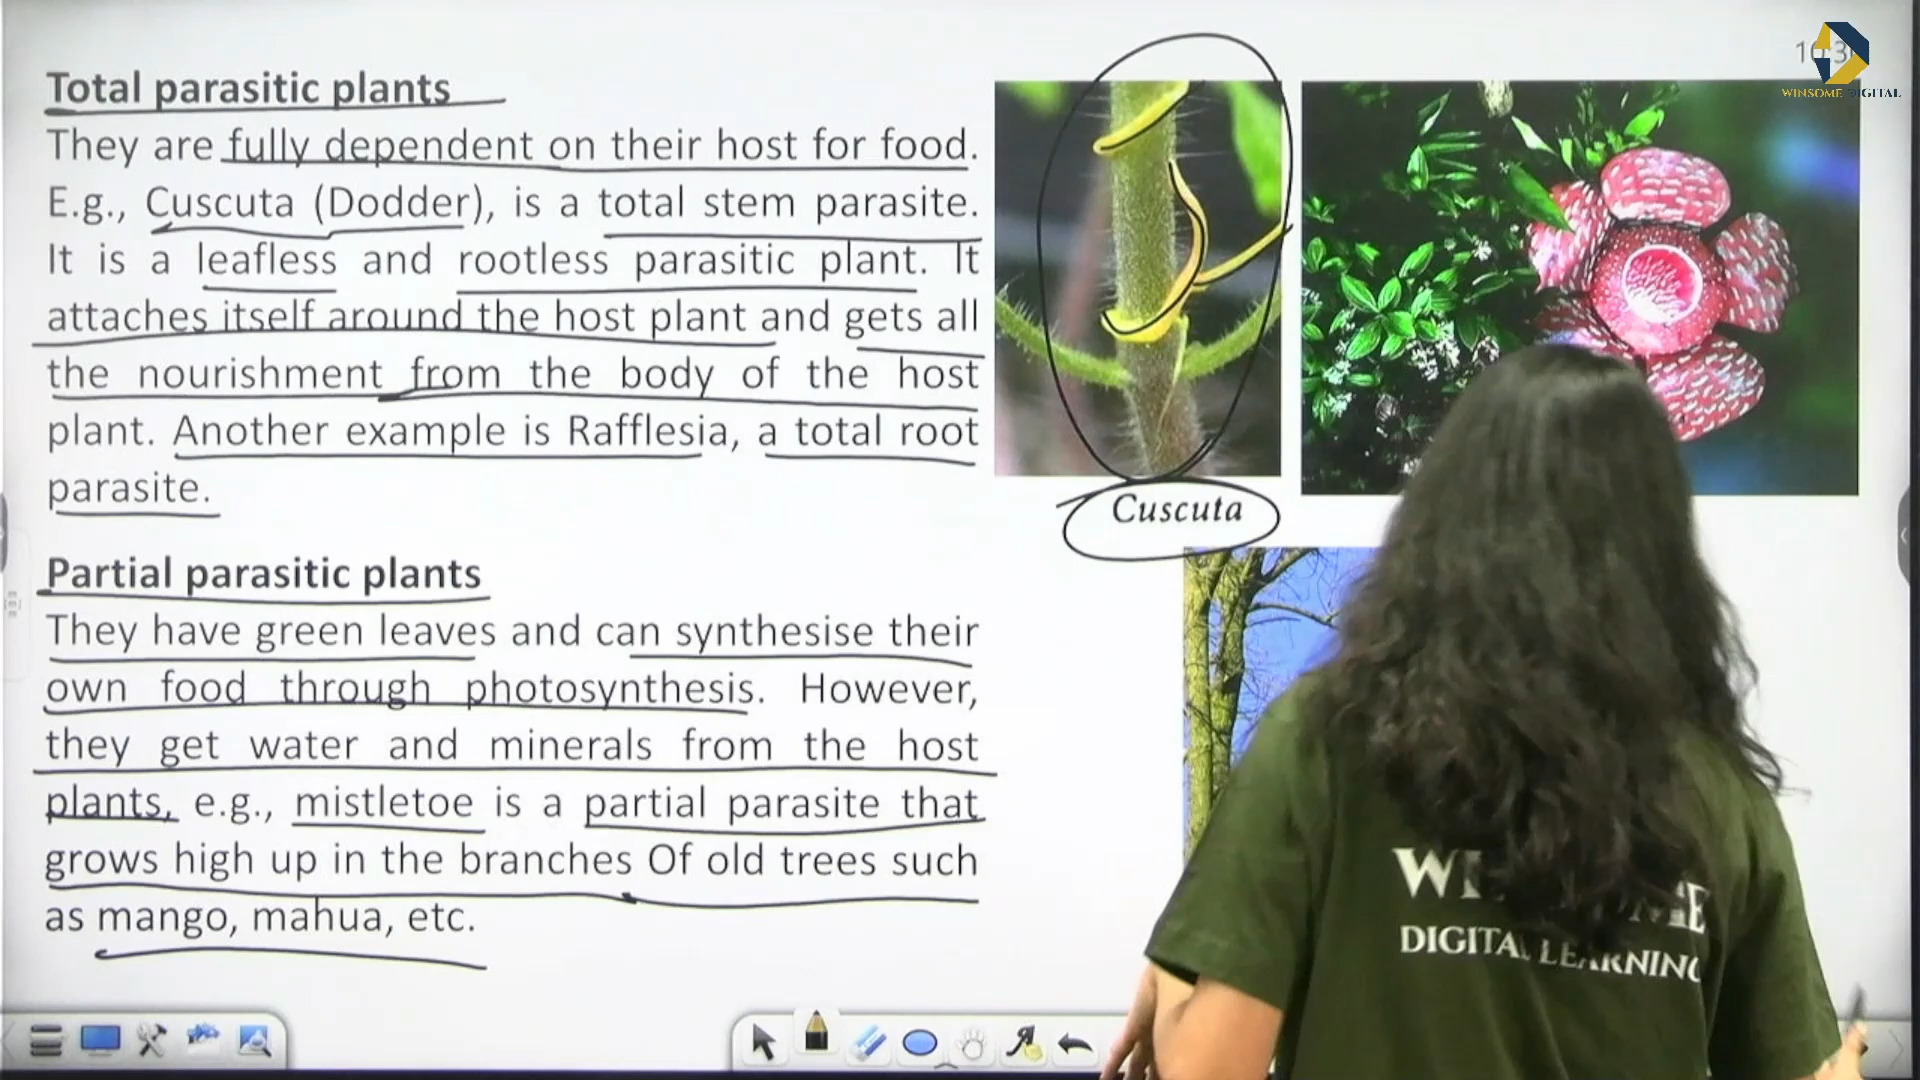 Total parasitic plants
They are fully dependent on their host for food.
E.g., Cuscuta (Dodder), is a total stem parasite.
It is a leafless and rootless parasitic plant. It
attaches itself around the host plant and gets all
the nourishment from the body of the host
plant. Another example is Rafflesia, a total root
parasite.
Partial parasitic plants
They have green leaves and can synthesise their
own food through photosynthesis. However,
they get water and minerals from the host
plants, e.g., mistletoe is a partial parasite that
grows high up in the branches Of old trees such
as mango, mahua, etc.
Cuscuta
WINSOME DIGITAL
DIGITAL LEARNING